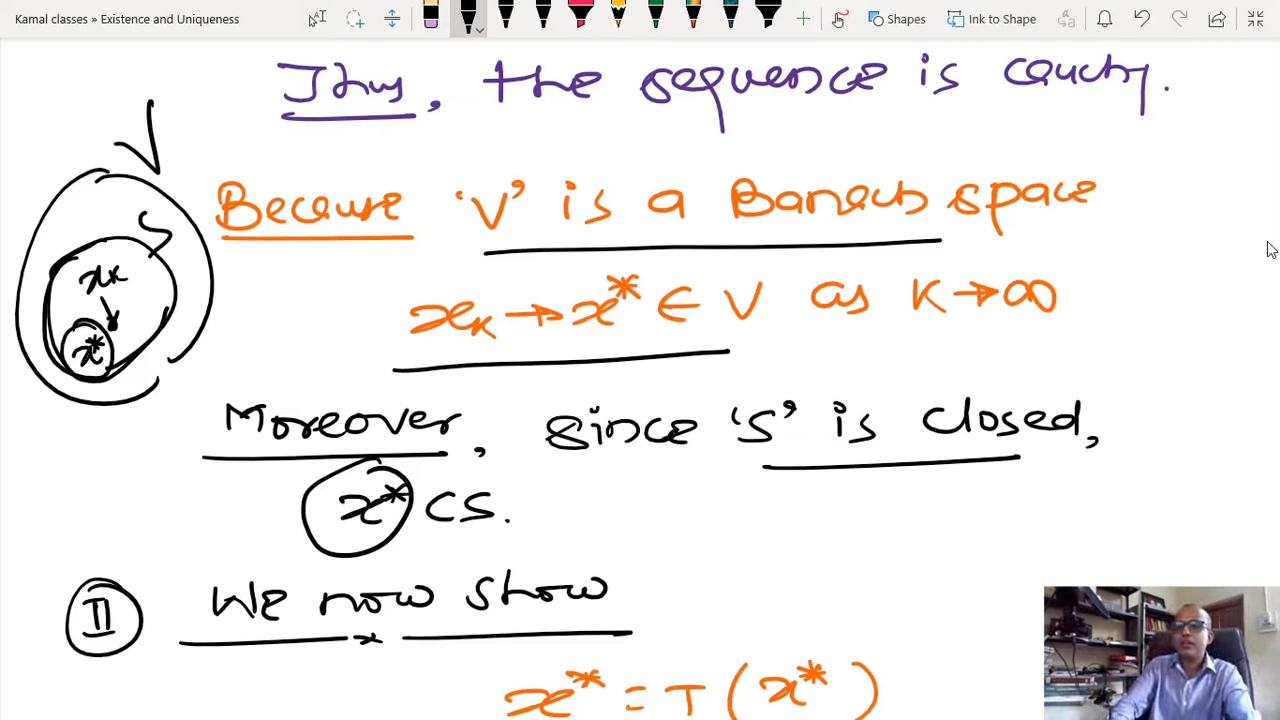 Kamal classes » Existence and Uniqueness
Shapes
Ink to Shape
Thus, the sequence is cauchy.
V
S
xₖ
x*
Because 'V' is a Banach space
xₖ → x* ∈ V as K → ∞
Moreover, since 'S' is closed,
x* ⊂ S.
II We now show
x* = T(x*)